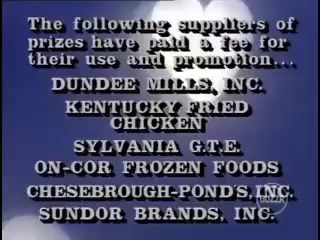 The following suppliers of
prizes have paid a fee for
their use and promotion...
DUNDEE MILLS, INC.
KENTUCKY FRIED
CHICKEN
SYLVANIA G.T.E.
ON-COR FROZEN FOODS
CHESEBROUGH-POND'S, INC.
SUNDOR BRANDS, INC.
BUZZR